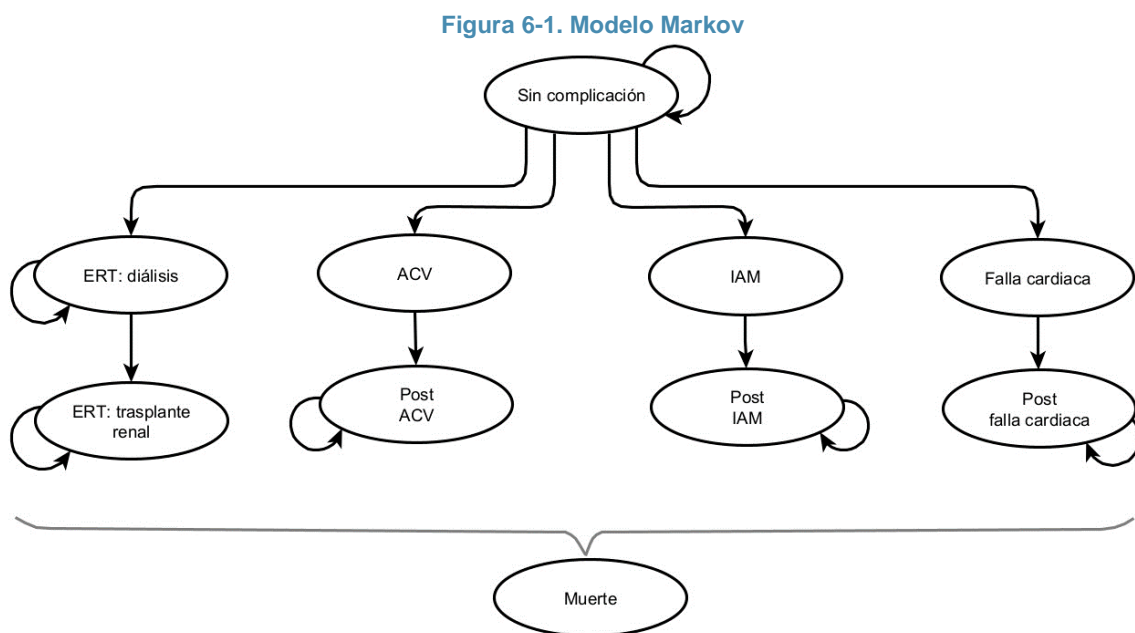 Figura 6-1. Modelo Markov
Sin complicación
ERT: diálisis
ACV
IAM
Falla cardiaca
ERT: trasplante
renal
Post
ACV
Post
IAM
Post
falla cardiaca
Muerte